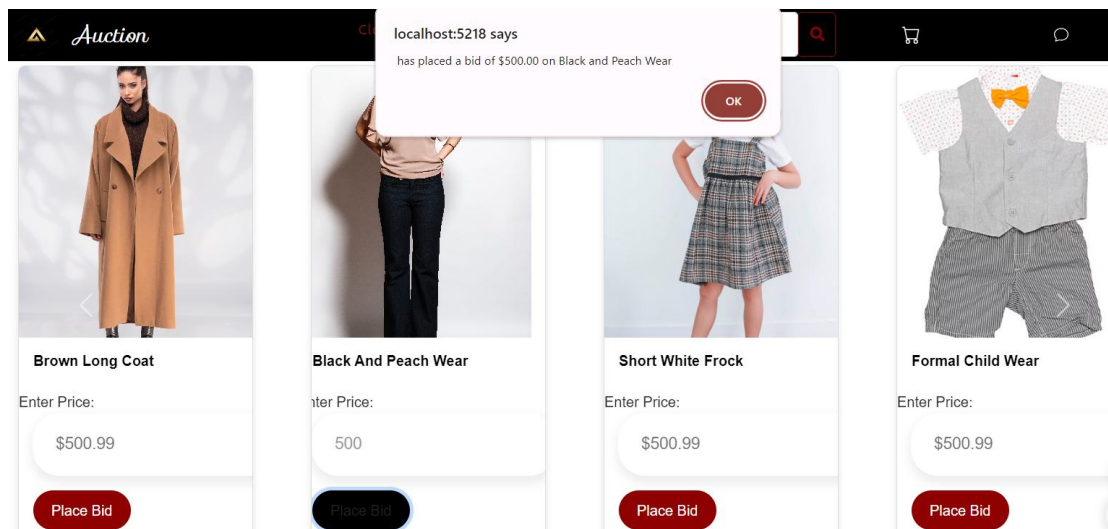 Auction
Cl
localhost:5218 says
has placed a bid of $500.00 on Black and Peach Wear
OK
Brown Long Coat
Black And Peach Wear
Short White Frock
Formal Child Wear
Enter Price:
nter Price:
Enter Price:
Enter Price:
$500.99
500
$500.99
$500.99
Place Bid
Place Bid
Place Bid
Place Bid